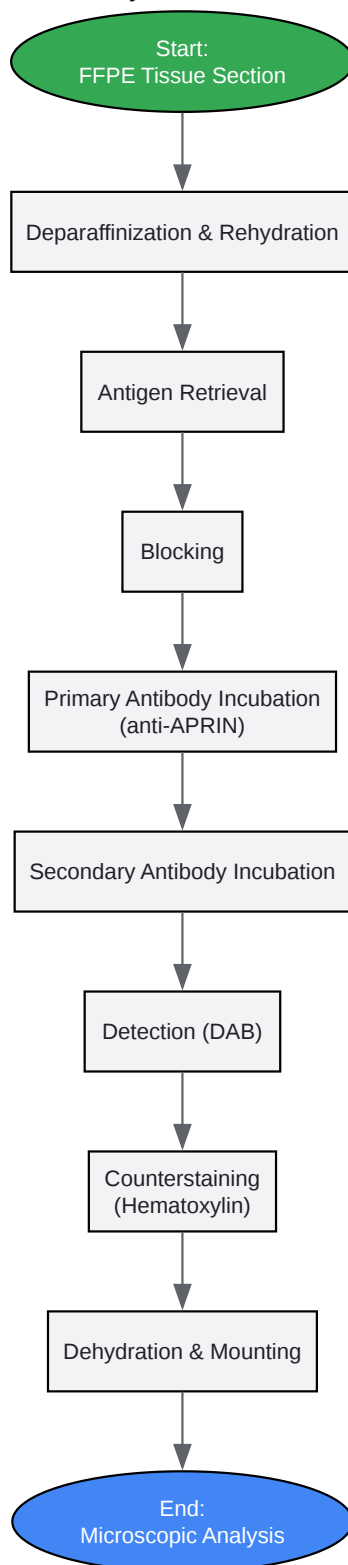 Start:
FFPE Tissue Section
Deparaffinization & Rehydration
Antigen Retrieval
Blocking
Primary Antibody Incubation
(anti-APRIN)
Secondary Antibody Incubation
Detection (DAB)
Counterstaining
(Hematoxylin)
Dehydration & Mounting
End:
Microscopic Analysis